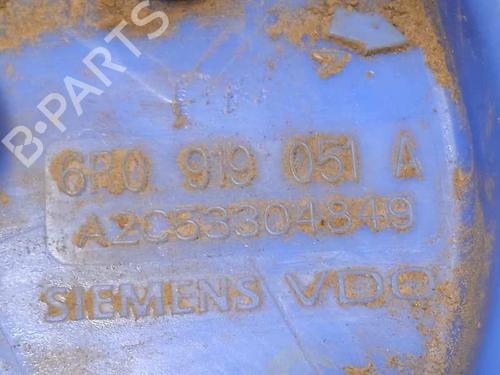 B-PARTS
6R0 919 051 A
A2C53304849
SIEMENS VDO